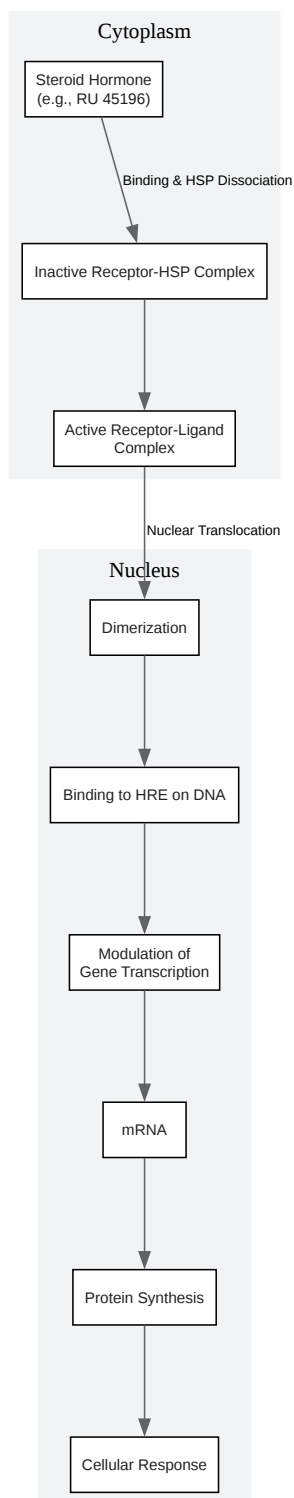 Cytoplasm
Steroid Hormone
(e.g., RU 45196)
Binding & HSP Dissociation
Inactive Receptor-HSP Complex
Active Receptor-Ligand
Complex
Nuclear Translocation
Nucleus
Dimerization
Binding to HRE on DNA
Modulation of
Gene Transcription
mRNA
Protein Synthesis
Cellular Response